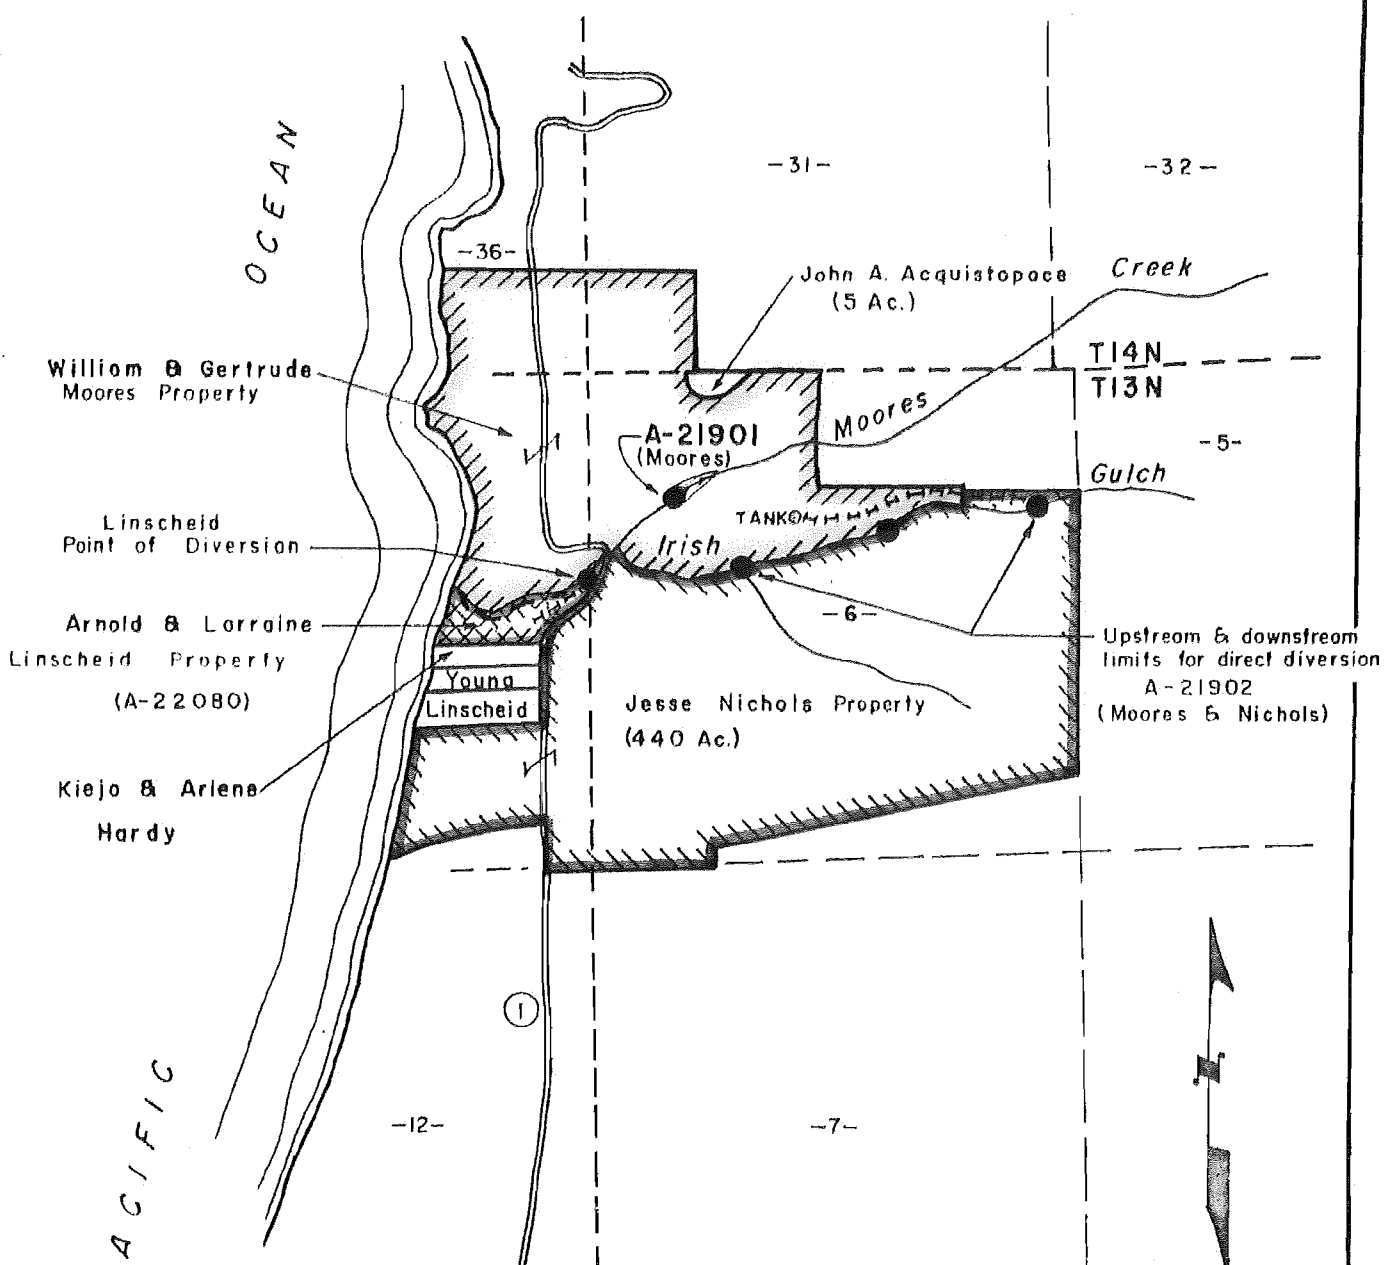 OCEAN
-31-
-32-
-36-
John A. Acquistopace
(5 Ac.)
Creek
William & Gertrude
Moores Property
T14N
T13N
Moores
A-21901
(Moores)
-5-
Gulch
Linscheid
Point of Diversion
TANK
Irish
-6-
Arnold & Lorraine
Linscheid Property
(A-22080)
Upstream & downstream
limits for direct diversion
A-21902
(Moores & Nichols)
Young
Linscheid
Jesse Nichols Property
(440 Ac.)
Kiejo & Arlene
Hardy
1
N
-12-
-7-
ACIFIC